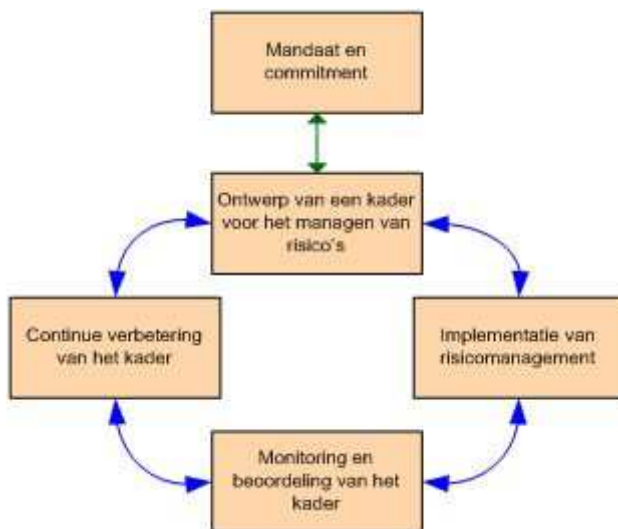 Mandaat en
commitment
Ontwerp van een kader
voor het managen van
risico's
Continue verbetering
van het kader
Implementatie van
risicomanagement
Monitoring en
beoordeling van het
kader